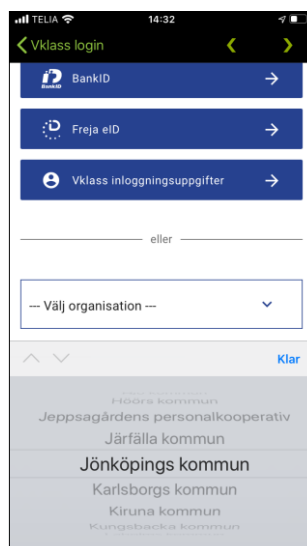 TELIA 14:32
Vklass login
BankID BankID
Freja eID
Vklass inloggningsuppgifter
eller
--- Välj organisation ---
Klar
Höörs kommun
Jeppsagårdens personalkooperativ
Järfälla kommun
Jönköpings kommun
Karlsborgs kommun
Kiruna kommun
Kungsbacka kommun